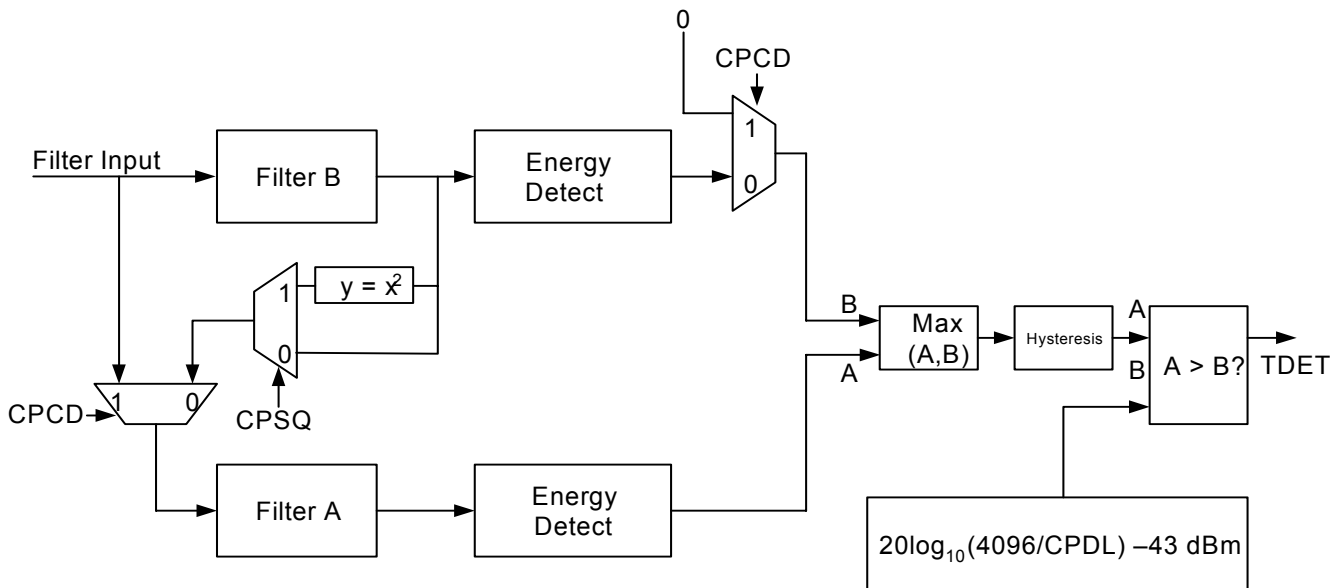 0
CPCD
1
0
Filter Input
Filter B
Energy
Detect
y = x²
1
0
CPSQ
CPCD
1
0
Filter A
Energy
Detect
B
A
Max
(A,B)
Hysteresis
A
B
A > B?
TDET
20log₁₀(4096/CPDL) –43 dBm